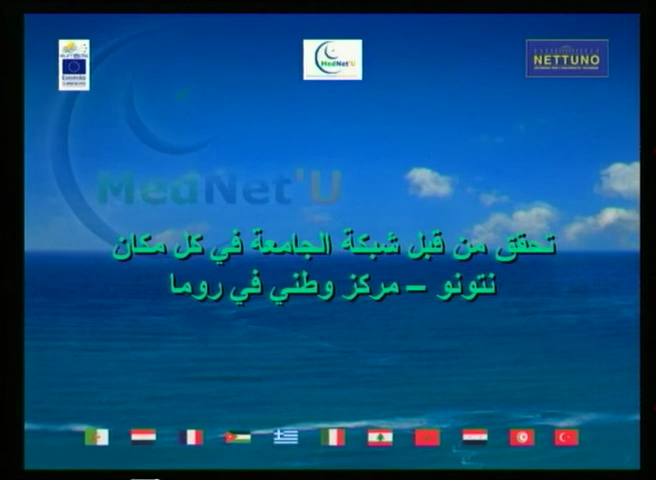 MedNet'U
NETTUNO
MedNet'U
تحقق من قبل شبكة الجامعة في كل مكان
نتونو – مركز وطني في روما